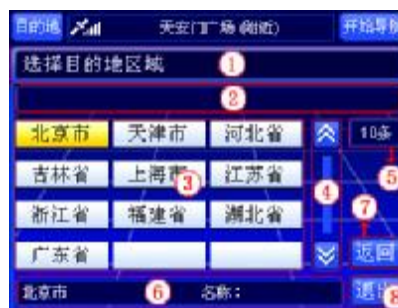 目的地 天安门广场(附近) 开始导航
选择目的地区域 ①
②
北京市 天津市 河北省 10条
吉林省 上海市 ③ 江苏省 ④ ⑤
浙江省 福建省 湖北省 ⑦
广东省 返回
北京市 ⑥ 名称： 退出 ⑧